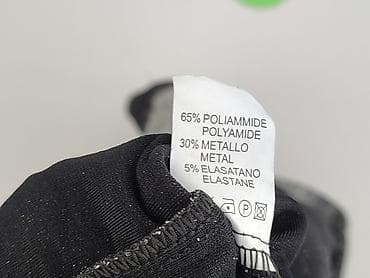 65% POLIAMMIDE
POLYAMIDE
30% METALLO
METAL
5% ELASATANO
ELASTANE